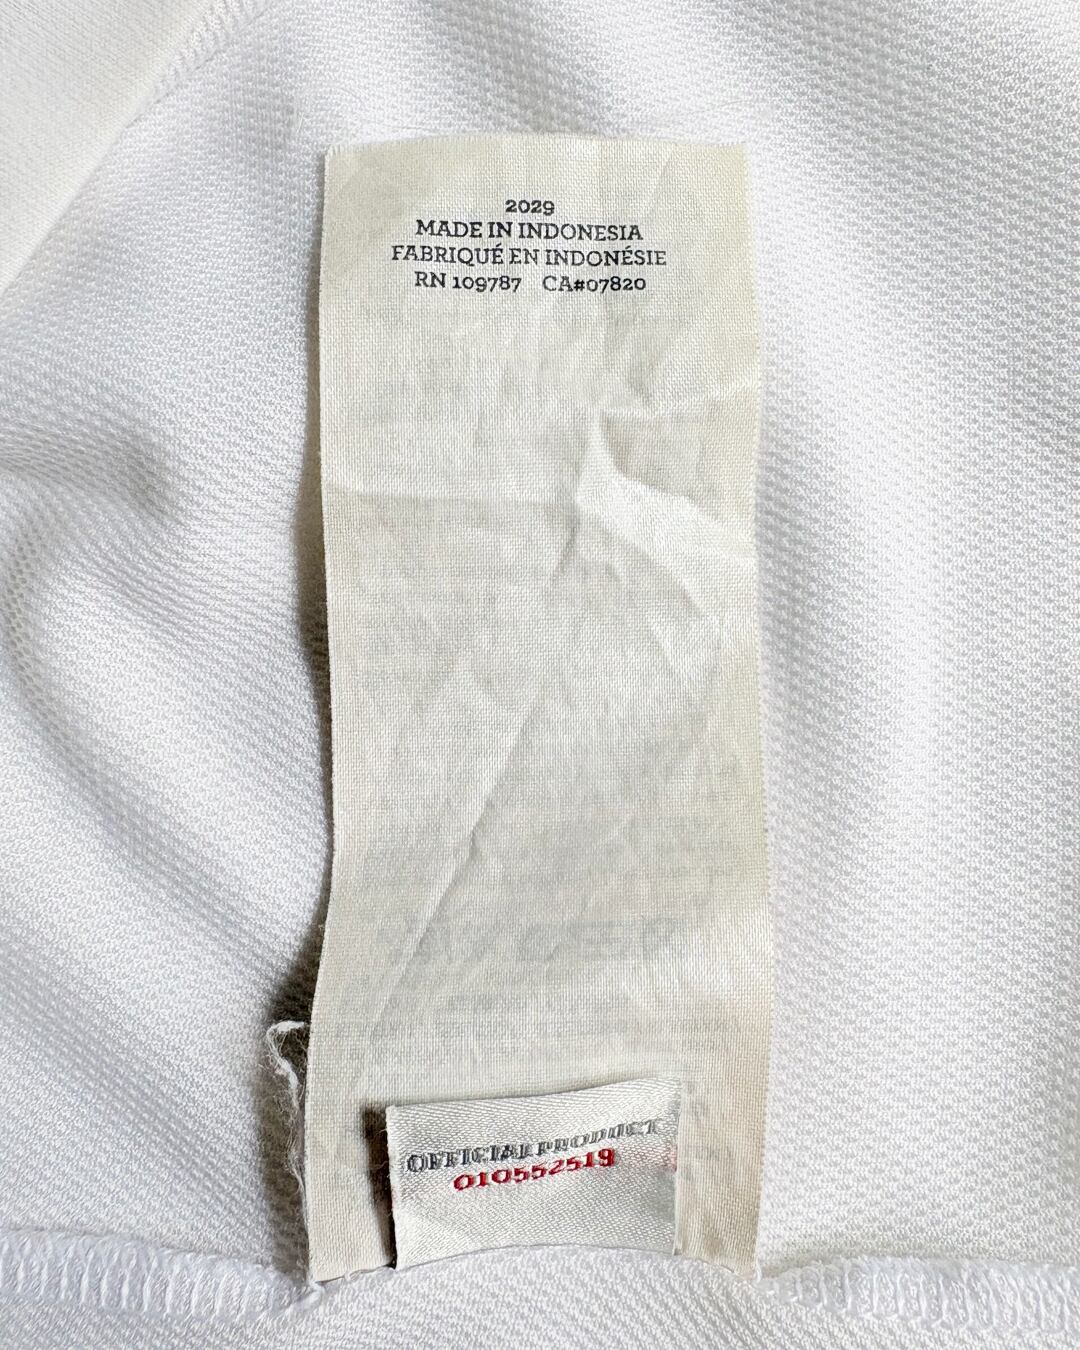 2029
MADE IN INDONESIA
FABRIQUÉ EN INDONÉSIE
RN 109787 CA#07820
OFFICIAL PRODUCT
010552519